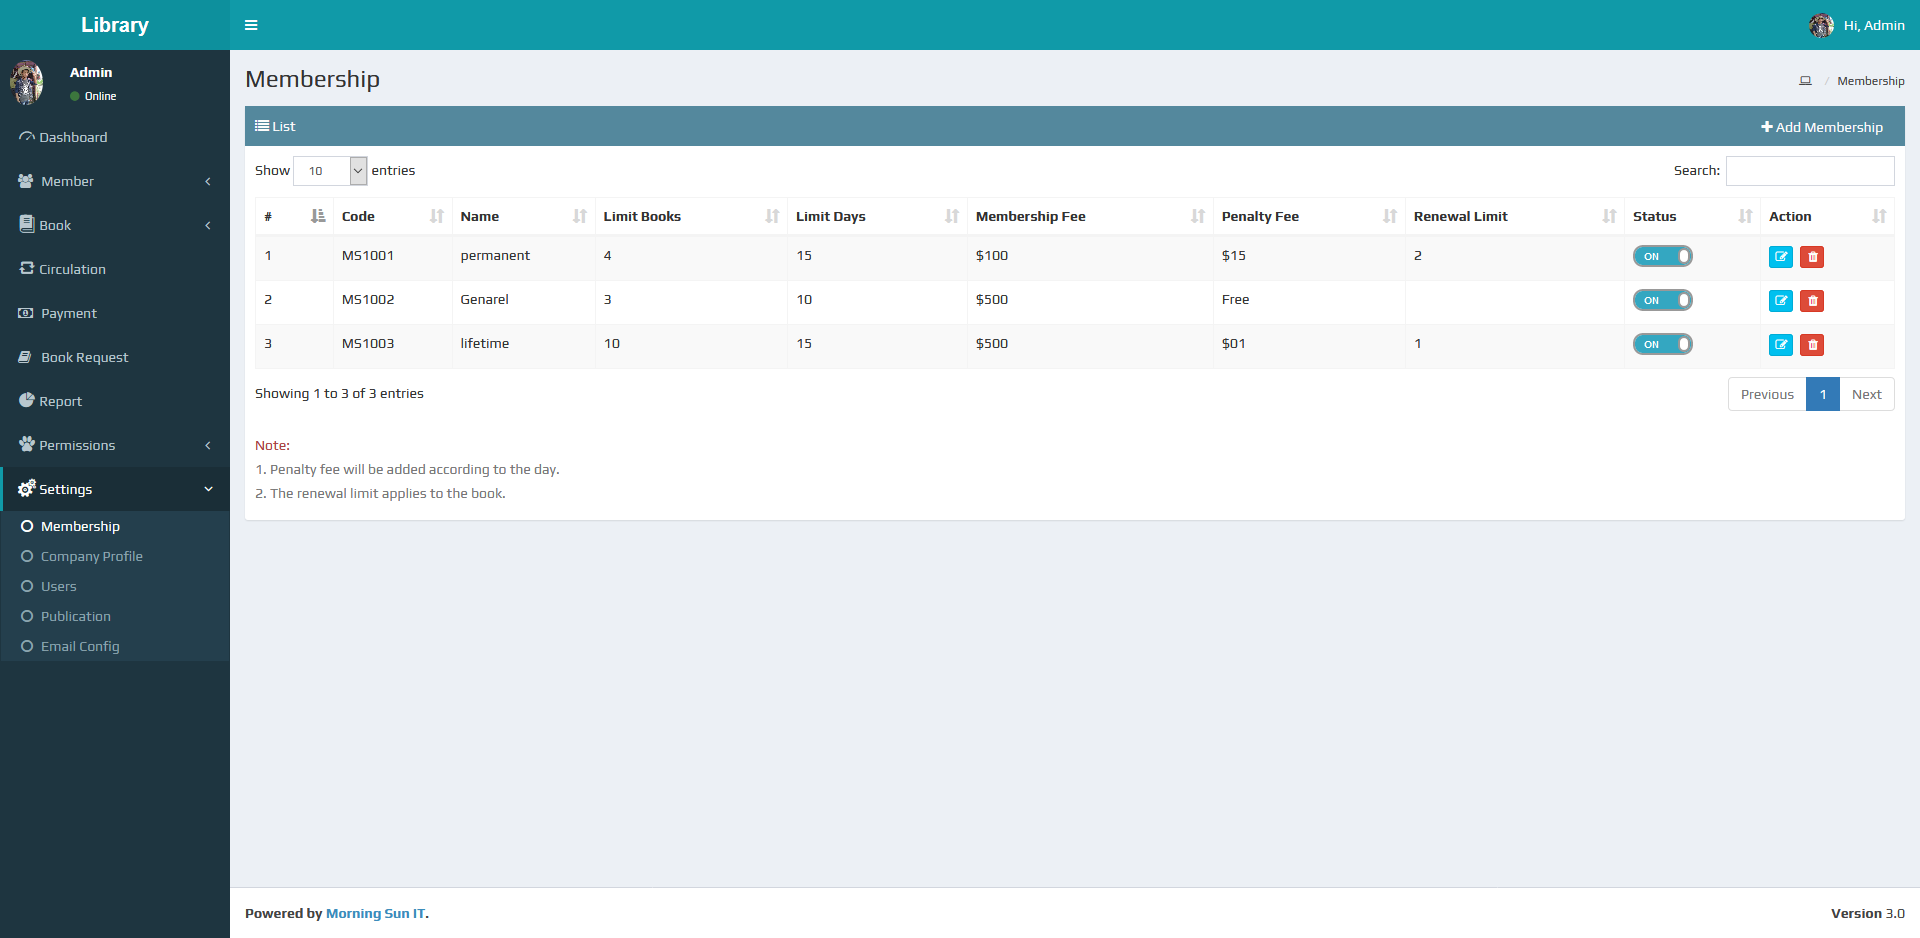 Library
Hi, Admin
Admin
Online
Dashboard
Member
Book
Circulation
Payment
Book Request
Report
Permissions
Settings
Membership
Company Profile
Users
Publication
Email Config
Membership
/ Membership
List
Add Membership
Show 10 entries
Search:
# Code Name Limit Books Limit Days Membership Fee Penalty Fee Renewal Limit Status Action
1 MS1001 permanent 4 15 $100 $15 2 ON
2 MS1002 Genarel 3 10 $500 Free ON
3 MS1003 lifetime 10 15 $500 $01 1 ON
Showing 1 to 3 of 3 entries
Previous 1 Next
Note:
1. Penalty fee will be added according to the day.
2. The renewal limit applies to the book.
Powered by Morning Sun IT.
Version 3.0